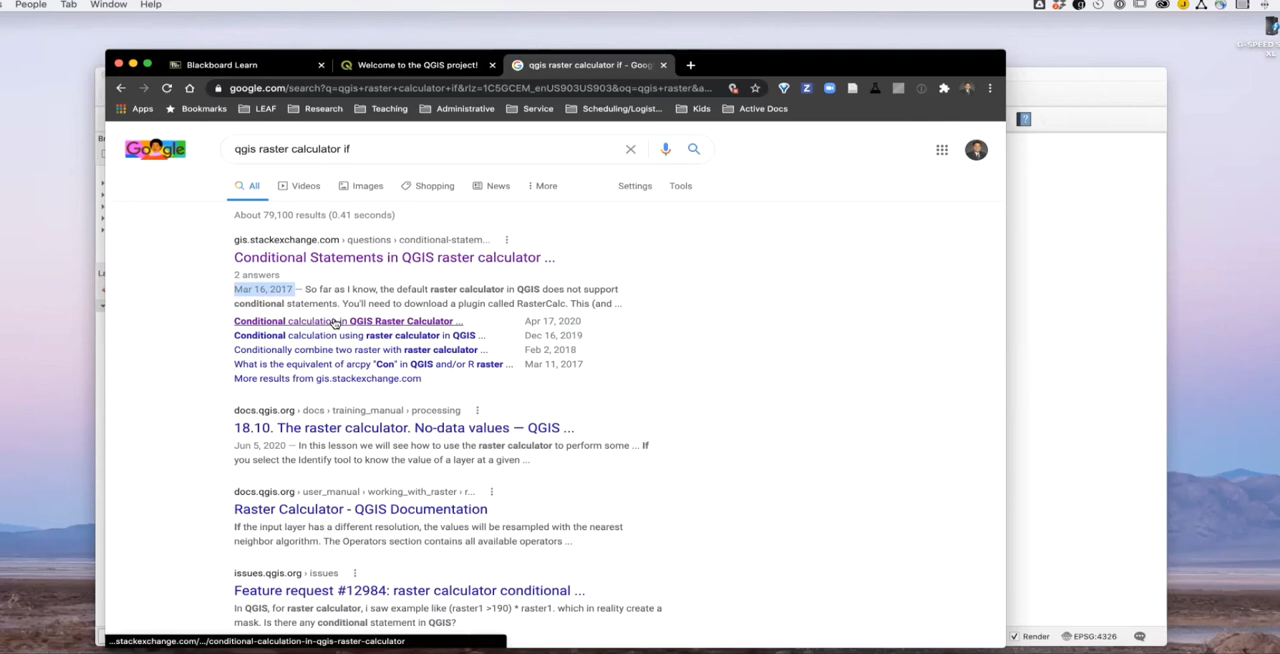 People Tab Window Help
Blackboard Learn
Welcome to the QGIS project!
qgis raster calculator if - Goog
google.com/search?q=qgis+raster+calculator+if&rlz=1C5GCEM_enUS903US903&oq=qgis+raster&a...
Apps Bookmarks LEAF Research Teaching Administrative Service Scheduling/Logist... Kids Active Docs
Google
qgis raster calculator if
All Videos Images Shopping News More Settings Tools
About 79,100 results (0.41 seconds)
gis.stackexchange.com › questions › conditional-statem...
Conditional Statements in QGIS raster calculator ...
2 answers
Mar 16, 2017 — So far as I know, the default raster calculator in QGIS does not support
conditional statements. You'll need to download a plugin called RasterCalc. This (and ...
Conditional calculation in QGIS Raster Calculator ... Apr 17, 2020
Conditional calculation using raster calculator in QGIS ... Dec 16, 2019
Conditionally combine two raster with raster calculator ... Feb 2, 2018
What is the equivalent of arcpy "Con" in QGIS and/or R raster ... Mar 11, 2017
More results from gis.stackexchange.com
docs.qgis.org › docs › training_manual › processing
18.10. The raster calculator. No-data values — QGIS ...
Jun 5, 2020 — In this lesson we will see how to use the raster calculator to perform some ... If
you select the Identify tool to know the value of a layer at a given ...
docs.qgis.org › user_manual › working_with_raster › r...
Raster Calculator - QGIS Documentation
If the input layer has a different resolution, the values will be resampled with the nearest
neighbor algorithm. The Operators section contains all available operators ...
issues.qgis.org › issues
Feature request #12984: raster calculator conditional ...
In QGIS, for raster calculator, i saw example like (raster1 >190) * raster1. which in reality create a
mask. Is there any conditional statement in QGIS?
...stackexchange.com/.../conditional-calculation-in-qgis-raster-calculator
Render EPSG:4326